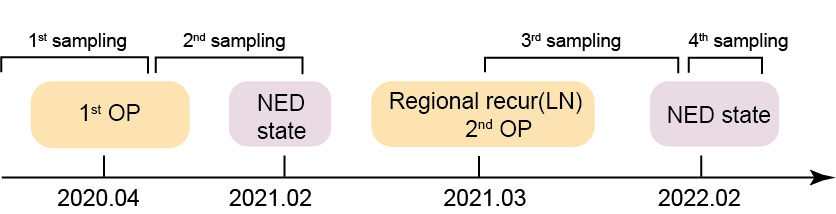 1st sampling
2nd sampling
3rd sampling
4th sampling
1st OP
NED
state
Regional recur(LN)
2nd OP
NED state
2020.04
2021.02
2021.03
2022.02